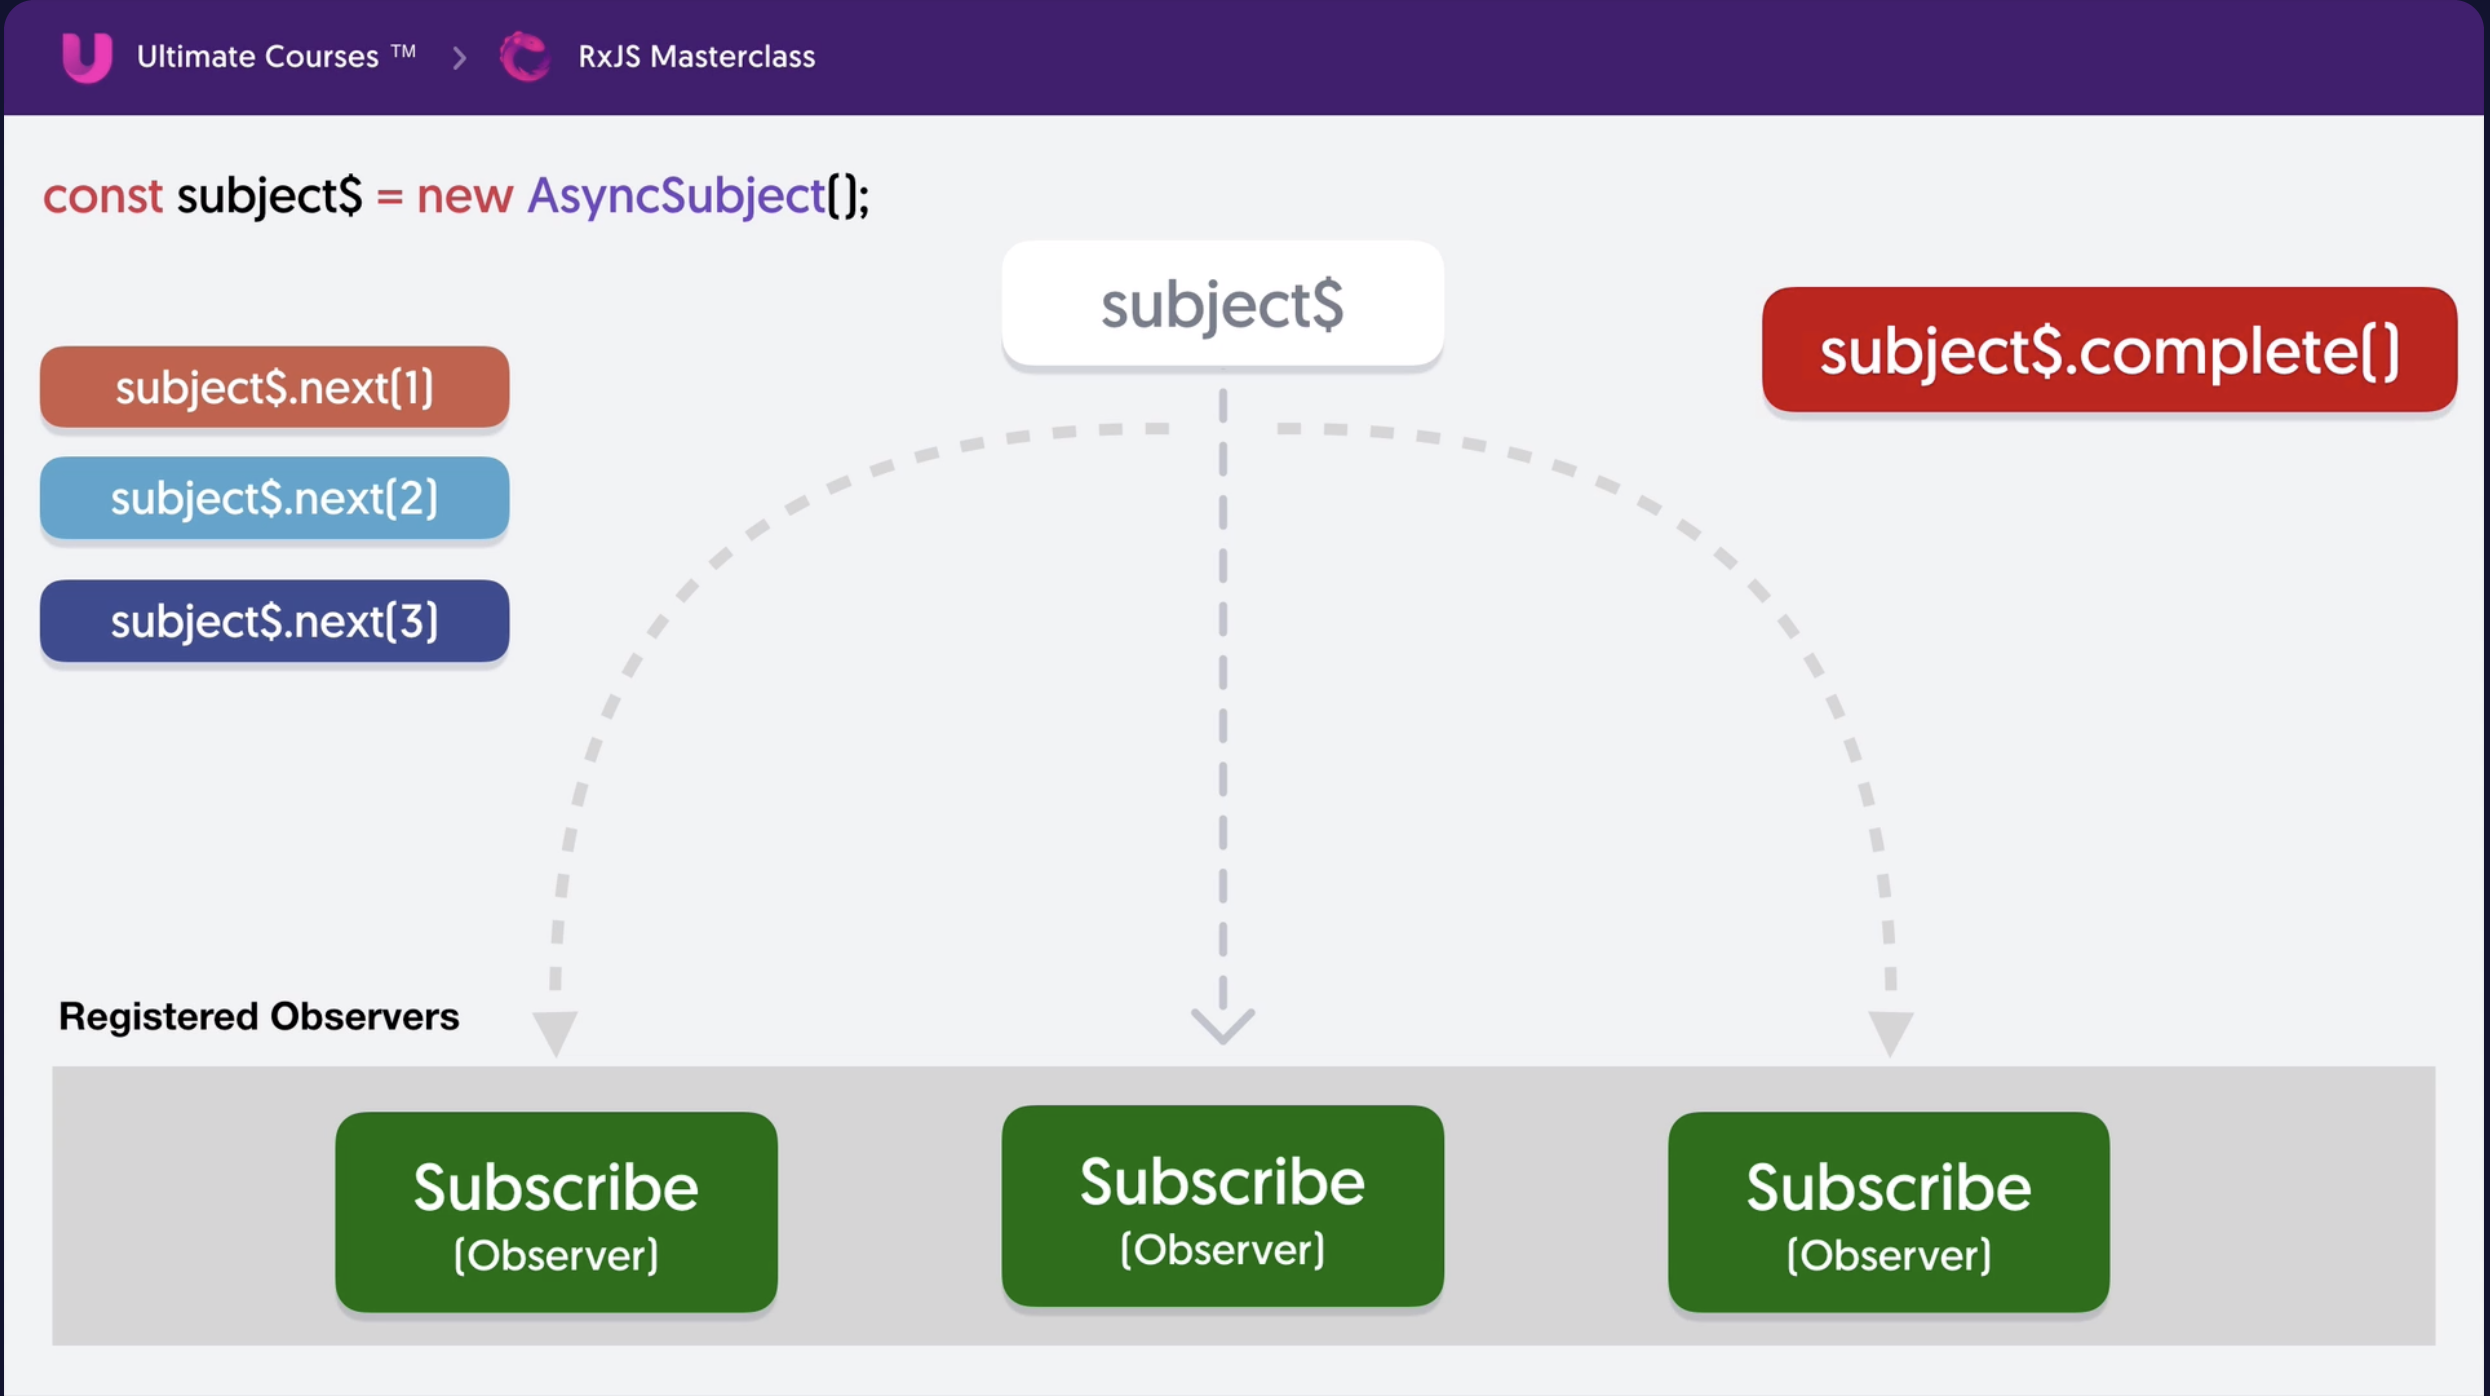 Ultimate Courses ™ > RxJS Masterclass
const subject$ = new AsyncSubject();
subject$
subject$.complete()
subject$.next(1)
subject$.next(2)
subject$.next(3)
Registered Observers
Subscribe
(Observer)
Subscribe
(Observer)
Subscribe
(Observer)